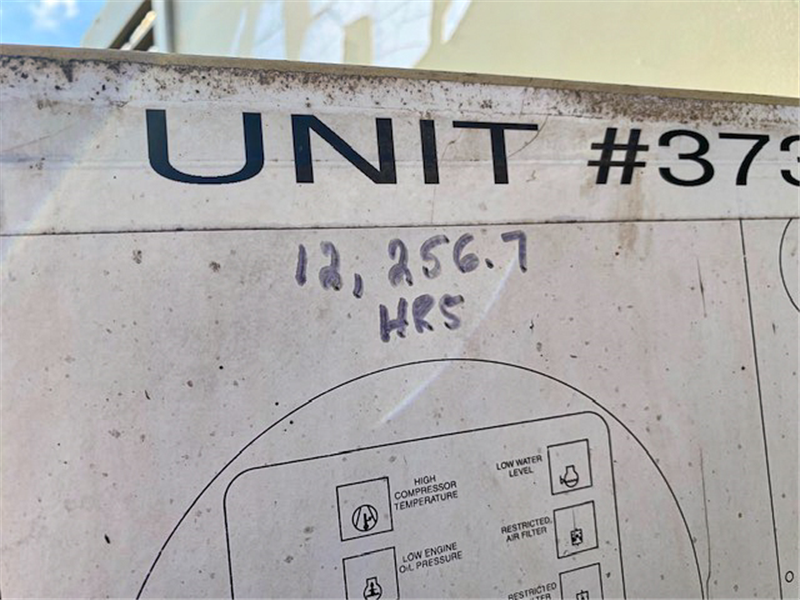 UNIT #373
12,256.7
HRS
HIGH
COMPRESSOR
TEMPERATURE
LOW WATER
LEVEL
RESTRICTED
AIR FILTER
LOW ENGINE
OIL PRESSURE
RESTRICTED